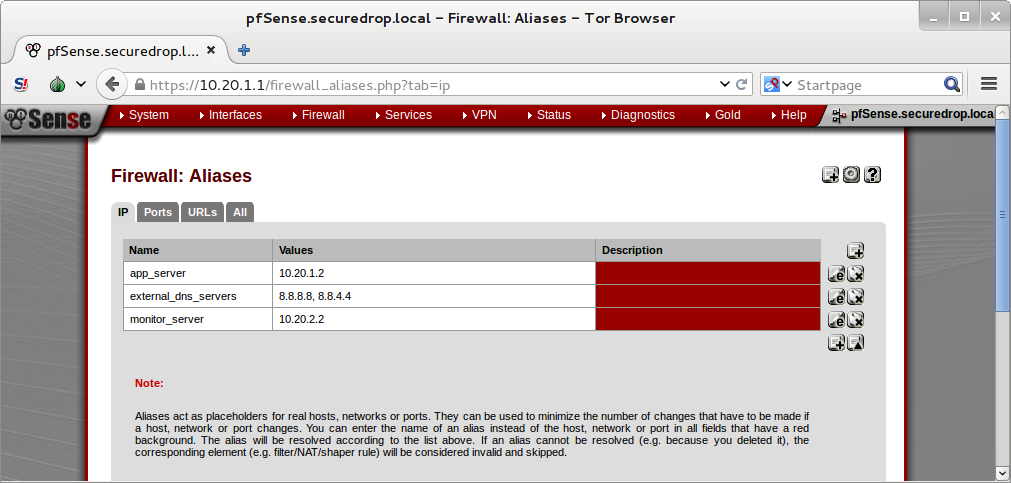 pfSense.securedrop.local – Firewall: Aliases – Tor Browser
pfSense.securedrop.l... ×
https://10.20.1.1/firewall_aliases.php?tab=ip
Startpage
Sense
System Interfaces Firewall Services VPN Status Diagnostics Gold Help pfSense.securedrop.loca
Firewall: Aliases
IP Ports URLs All
Name Values Description
app_server 10.20.1.2
external_dns_servers 8.8.8.8, 8.8.4.4
monitor_server 10.20.2.2
Note:
Aliases act as placeholders for real hosts, networks or ports. They can be used to minimize the number of changes that have to be made if
a host, network or port changes. You can enter the name of an alias instead of the host, network or port in all fields that have a red
background. The alias will be resolved according to the list above. If an alias cannot be resolved (e.g. because you deleted it), the
corresponding element (e.g. filter/NAT/shaper rule) will be considered invalid and skipped.